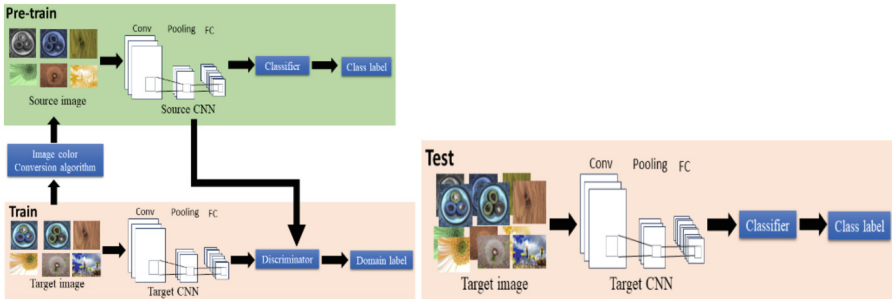 Pre-train
Conv
Pooling
FC
Classifier
Class label
Source image
Source CNN
Image color
Conversion algorithm
Train
Conv
Pooling
FC
Discriminator
Domain label
Target image
Target CNN
Test
Conv
Pooling
FC
Classifier
Class label
Target image
Target CNN